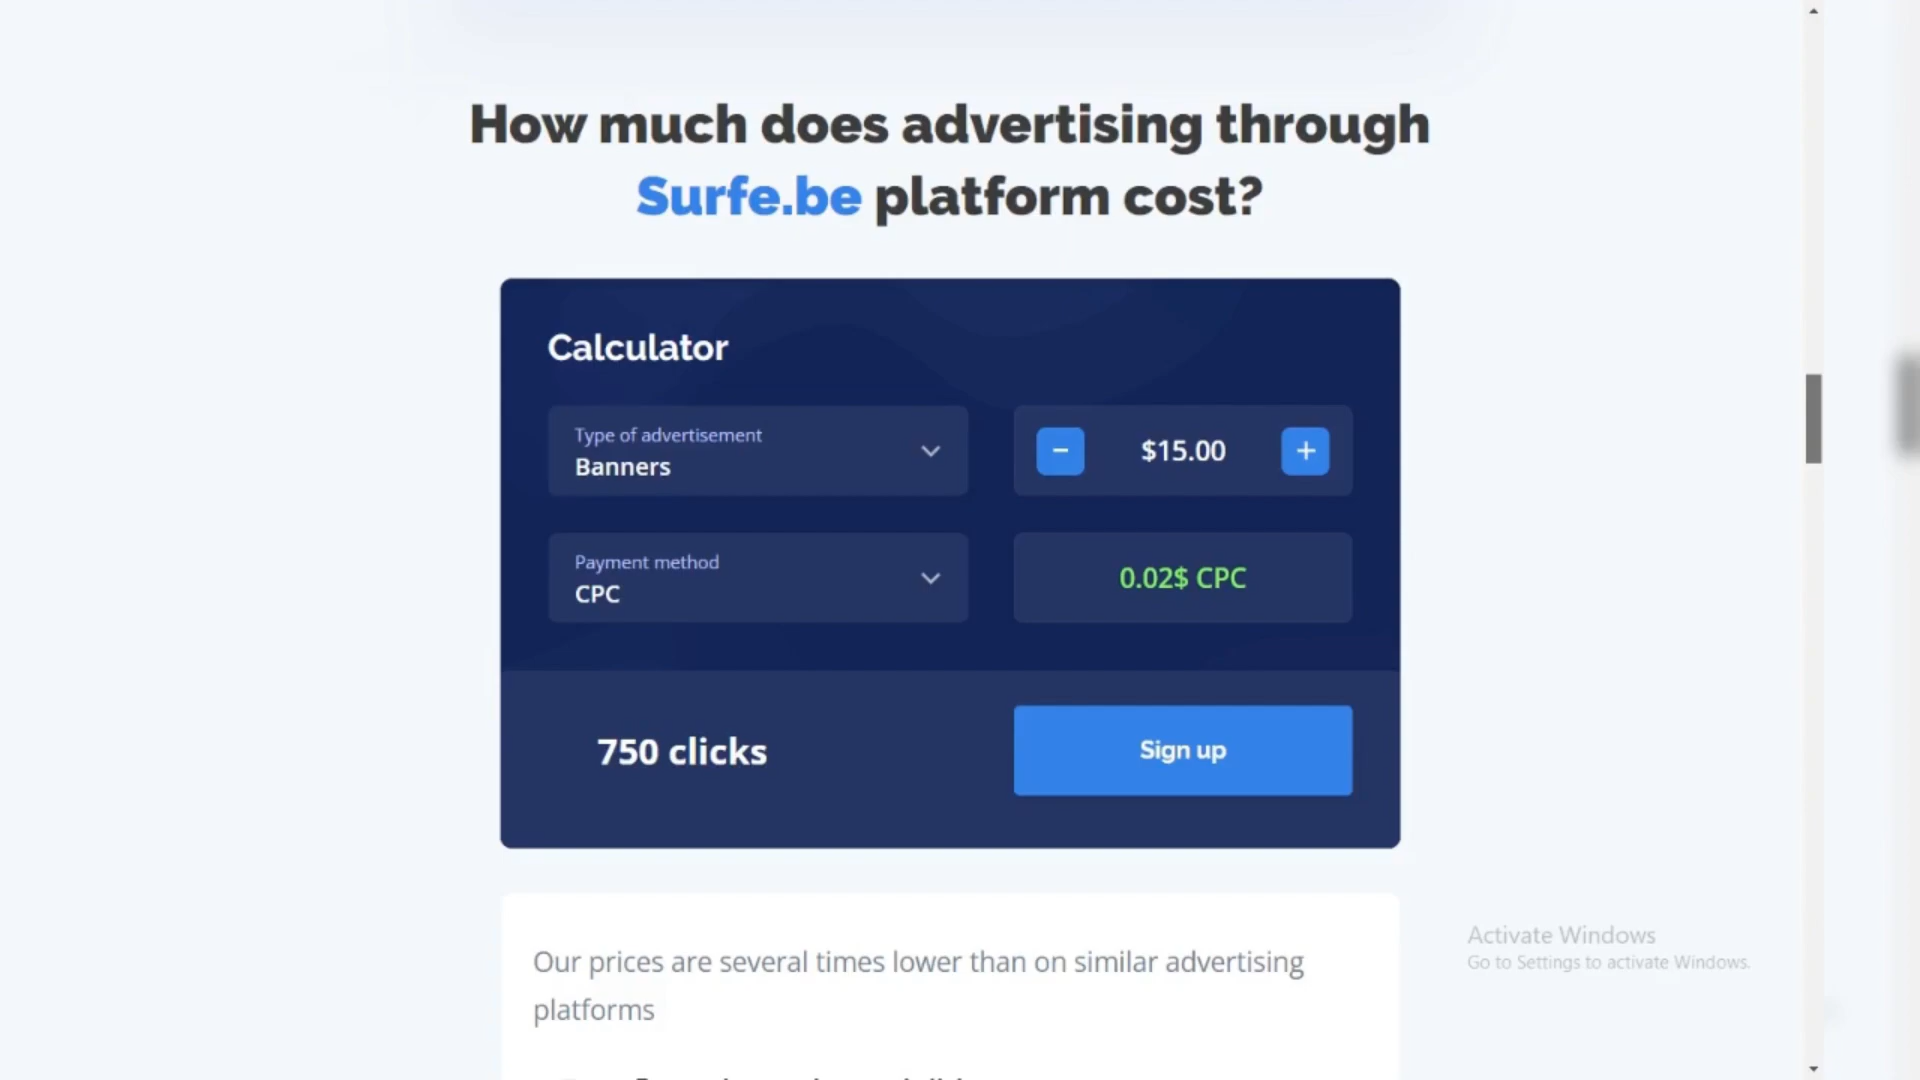 How much does advertising through
Surfe.be platform cost?
Calculator
Type of advertisement
Banners
$15.00
Payment method
CPC
0.02$ CPC
750 clicks
Sign up
Our prices are several times lower than on similar advertising
platforms
Activate Windows
Go to Settings to activate Windows.